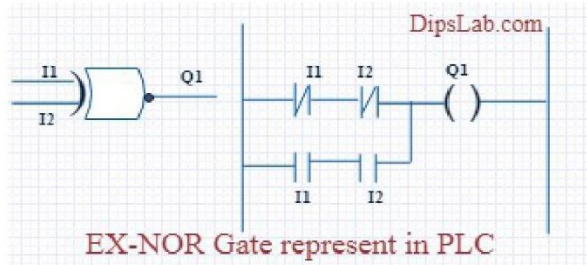 DipsLab.com
I1
I2
Q1
I1
I2
Q1
I1
I2
EX-NOR Gate represent in PLC